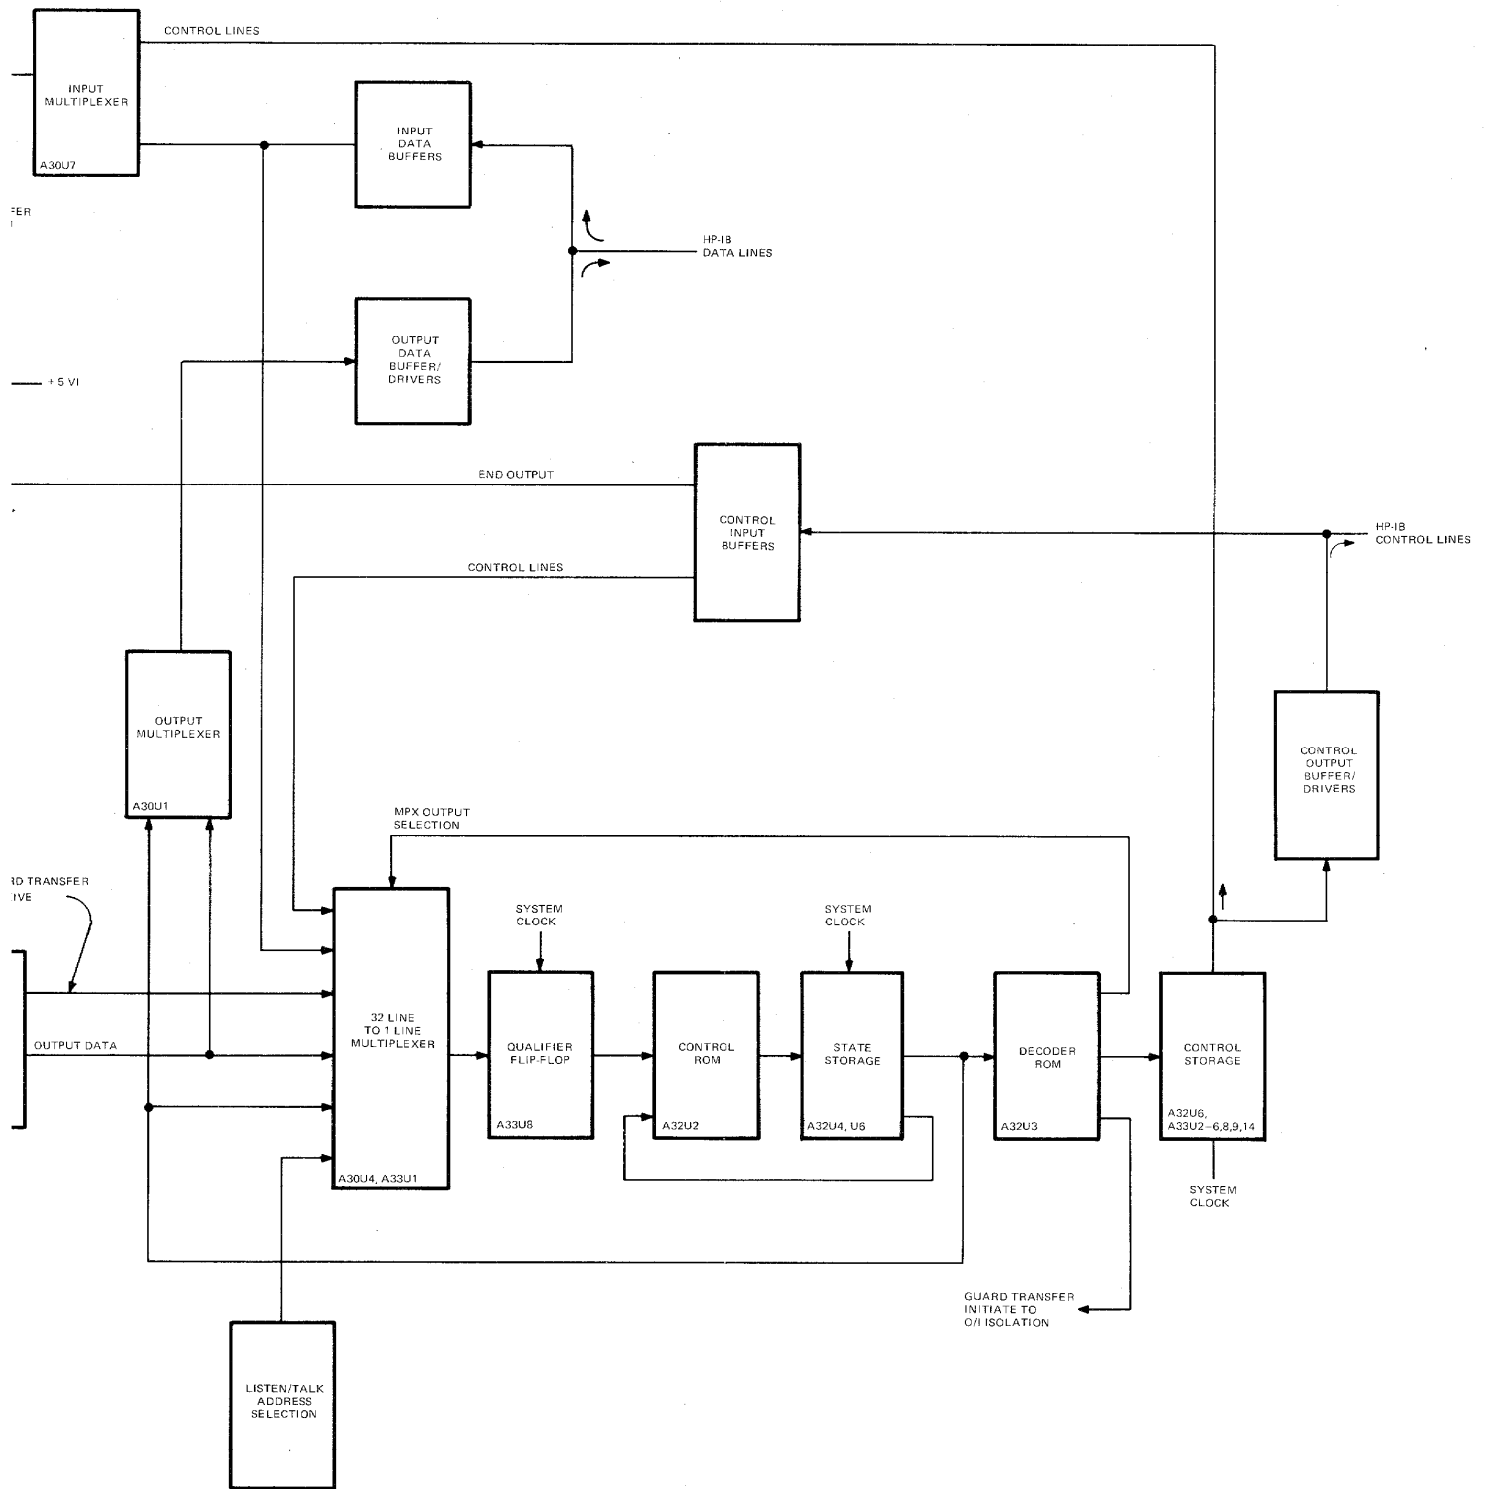 CONTROL LINES
INPUT
MULTIPLEXER
A30U7
INPUT
DATA
BUFFERS
HP-IB
DATA LINES
OUTPUT
DATA
BUFFER/
DRIVERS
+ 5 VI
END OUTPUT
CONTROL
INPUT
BUFFERS
HP-IB
CONTROL LINES
CONTROL LINES
OUTPUT
MULTIPLEXER
A30U1
CONTROL
OUTPUT
BUFFER/
DRIVERS
MPX OUTPUT
SELECTION
TRANSFER
SYSTEM
CLOCK
SYSTEM
CLOCK
OUTPUT DATA
32 LINE
TO 1 LINE
MULTIPLEXER
A30U4, A33U1
QUALIFIER
FLIP-FLOP
A33U8
CONTROL
ROM
A32U2
STATE
STORAGE
A32U4, U6
DECODER
ROM
A32U3
CONTROL
STORAGE
A32U6,
A33U2–6,8,9,14
SYSTEM
CLOCK
GUARD TRANSFER
INITIATE TO
O/I ISOLATION
LISTEN/TALK
ADDRESS
SELECTION